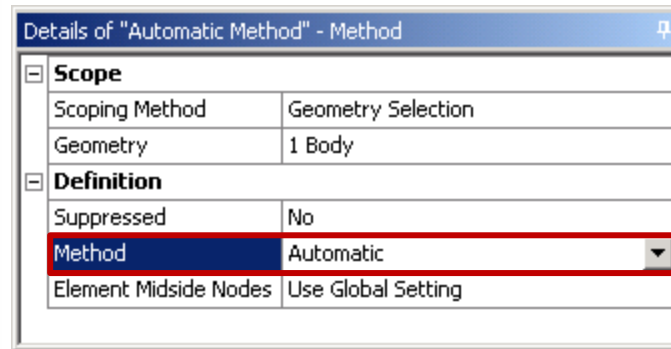 Details of "Automatic Method" - Method
Scope
Scoping Method Geometry Selection
Geometry 1 Body
Definition
Suppressed No
Method Automatic
Element Midside Nodes Use Global Setting